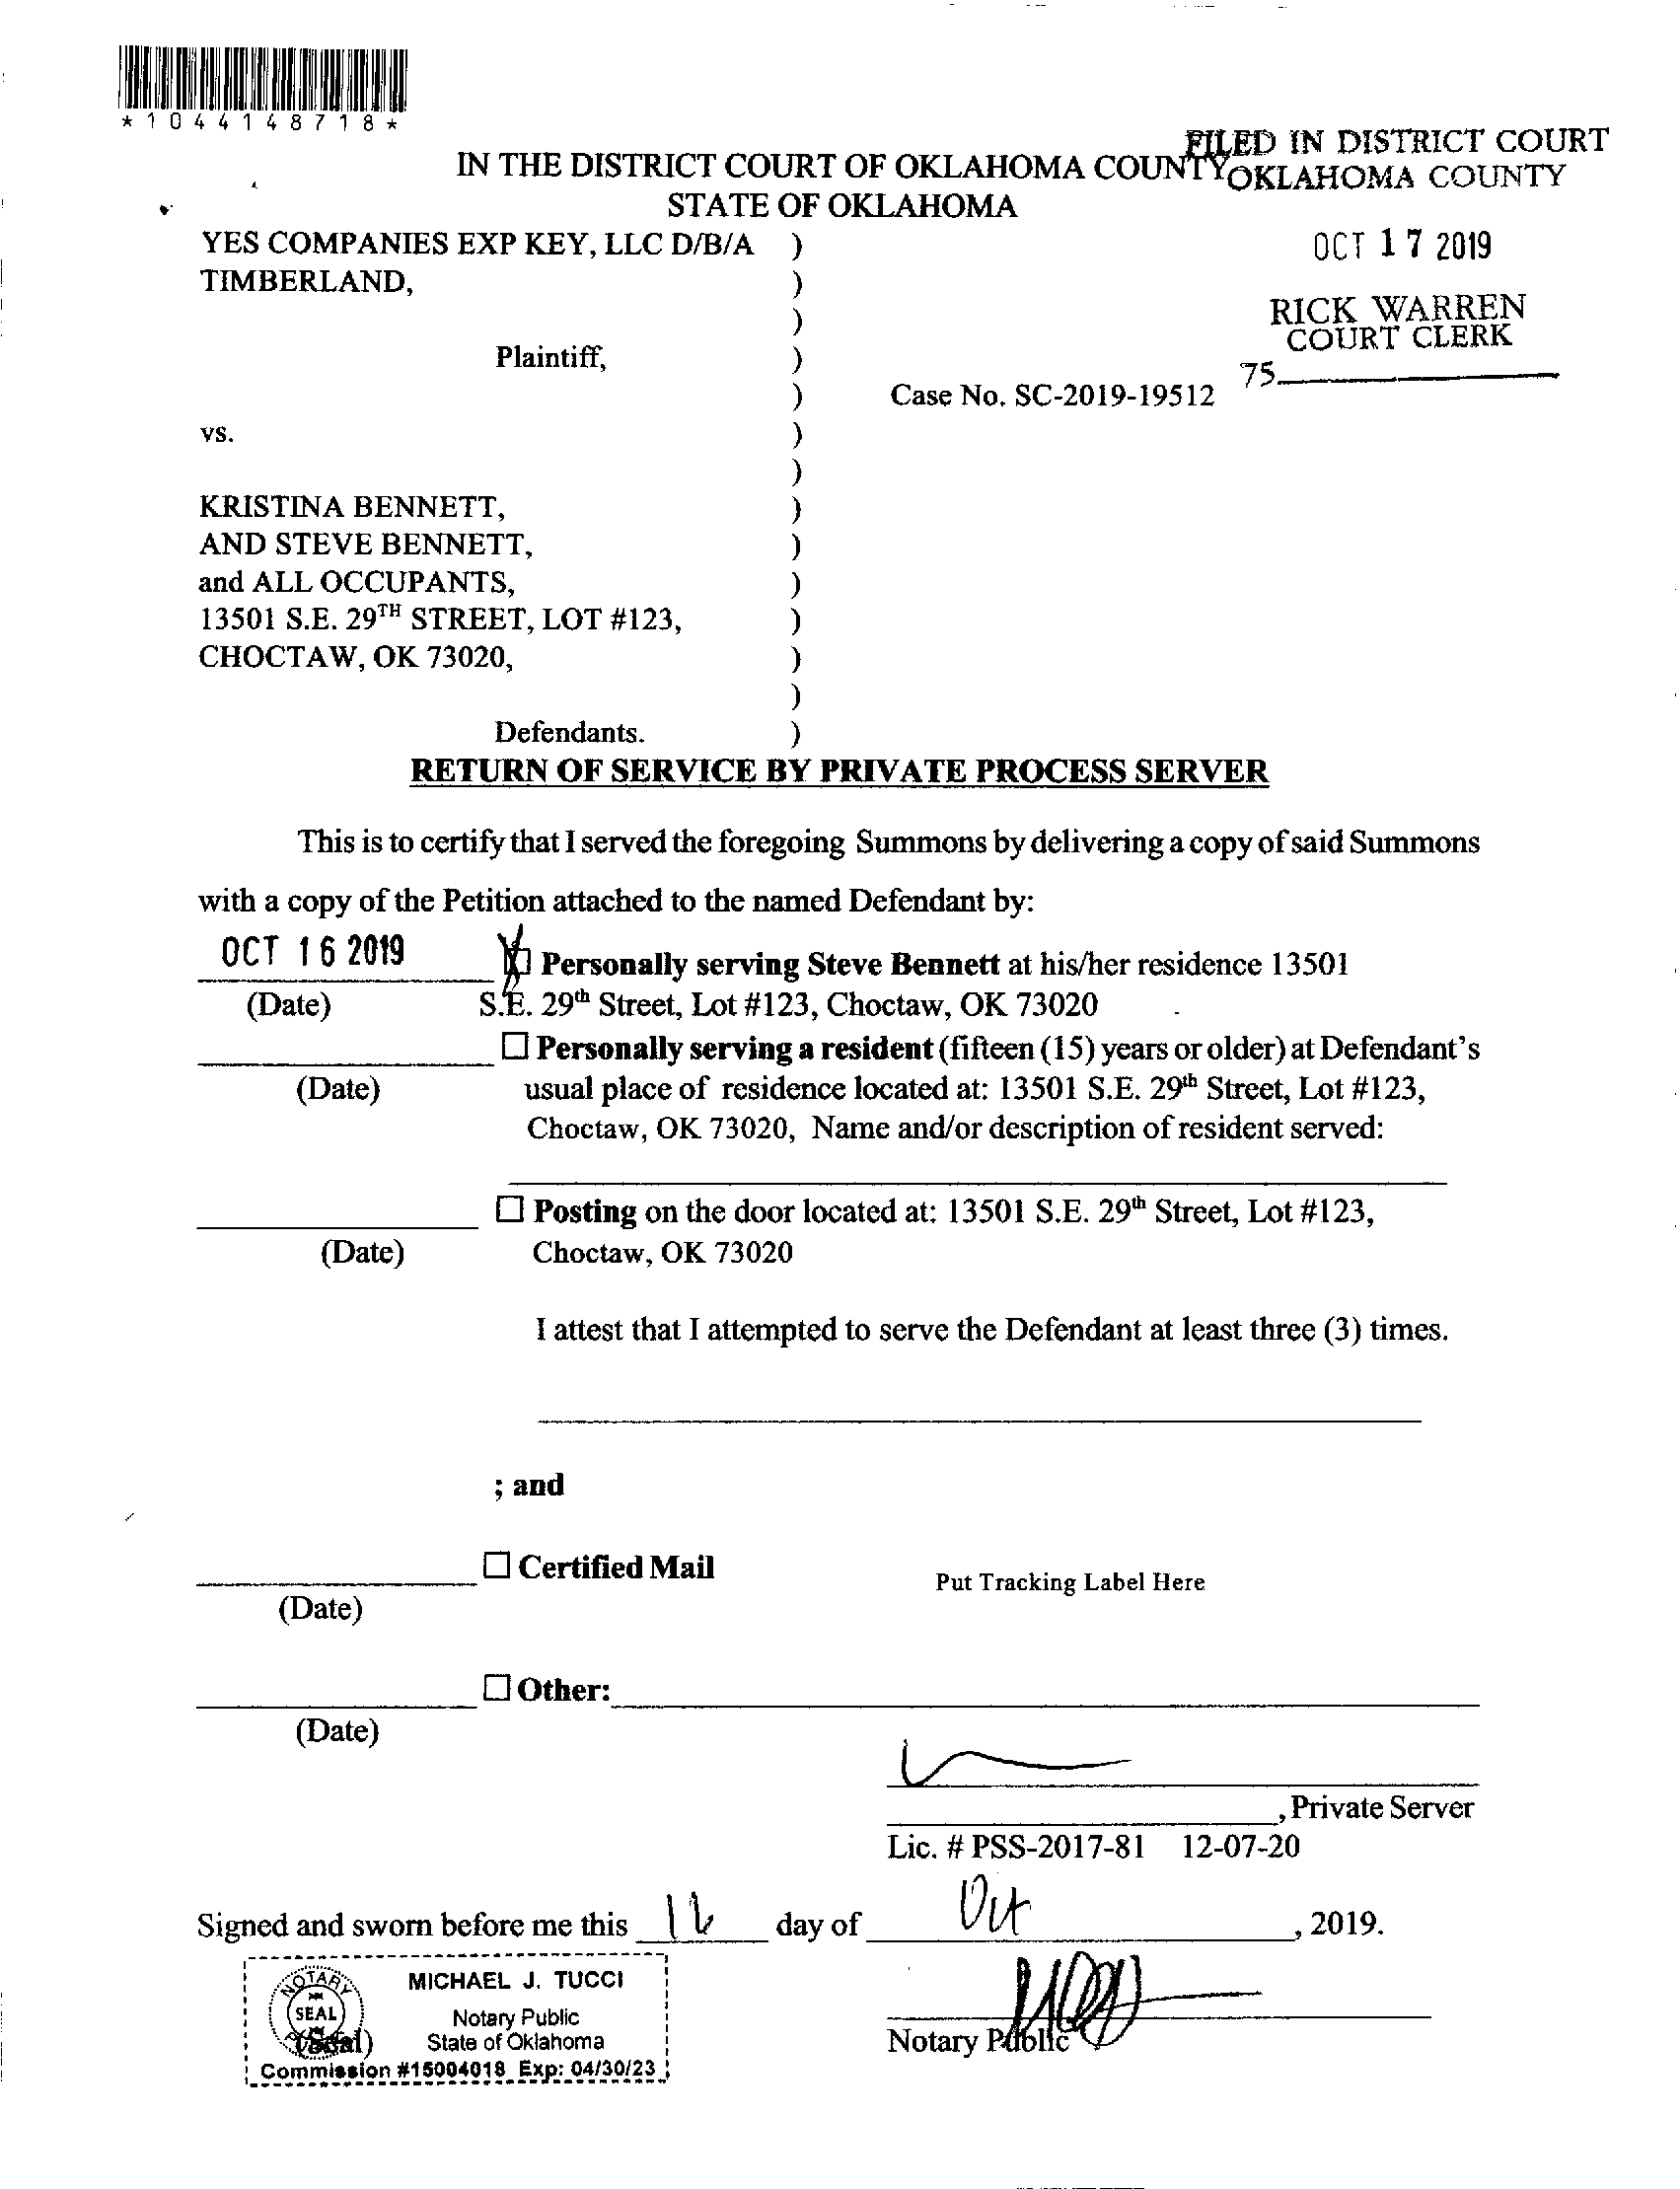 *1044148718*
FILED IN DISTRICT COURT
OKLAHOMA COUNTY
IN THE DISTRICT COURT OF OKLAHOMA COUNTY
STATE OF OKLAHOMA
OCT 17 2019
RICK WARREN
COURT CLERK
75
YES COMPANIES EXP KEY, LLC D/B/A )
TIMBERLAND, )
)
Plaintiff, )
) Case No. SC-2019-19512
vs. )
)
KRISTINA BENNETT, )
AND STEVE BENNETT, )
and ALL OCCUPANTS, )
13501 S.E. 29TH STREET, LOT #123, )
CHOCTAW, OK 73020, )
)
Defendants. )
RETURN OF SERVICE BY PRIVATE PROCESS SERVER
This is to certify that I served the foregoing Summons by delivering a copy of said Summons
with a copy of the Petition attached to the named Defendant by:
OCT 16 2019 Personally serving Steve Bennett at his/her residence 13501
(Date) S.E. 29th Street, Lot #123, Choctaw, OK 73020
☐ Personally serving a resident (fifteen (15) years or older) at Defendant's
(Date) usual place of residence located at: 13501 S.E. 29th Street, Lot #123,
Choctaw, OK 73020, Name and/or description of resident served:
☐ Posting on the door located at: 13501 S.E. 29th Street, Lot #123,
(Date) Choctaw, OK 73020
I attest that I attempted to serve the Defendant at least three (3) times.
; and
☐ Certified Mail Put Tracking Label Here
(Date)
☐ Other:
(Date)
, Private Server
Lic. # PSS-2017-81 12-07-20
Signed and sworn before me this 16 day of Oct, 2019.
NOTARY
SEAL
(Seal)
MICHAEL J. TUCCI
Notary Public
State of Oklahoma
Commission #15004018 Exp: 04/30/23
Notary Public